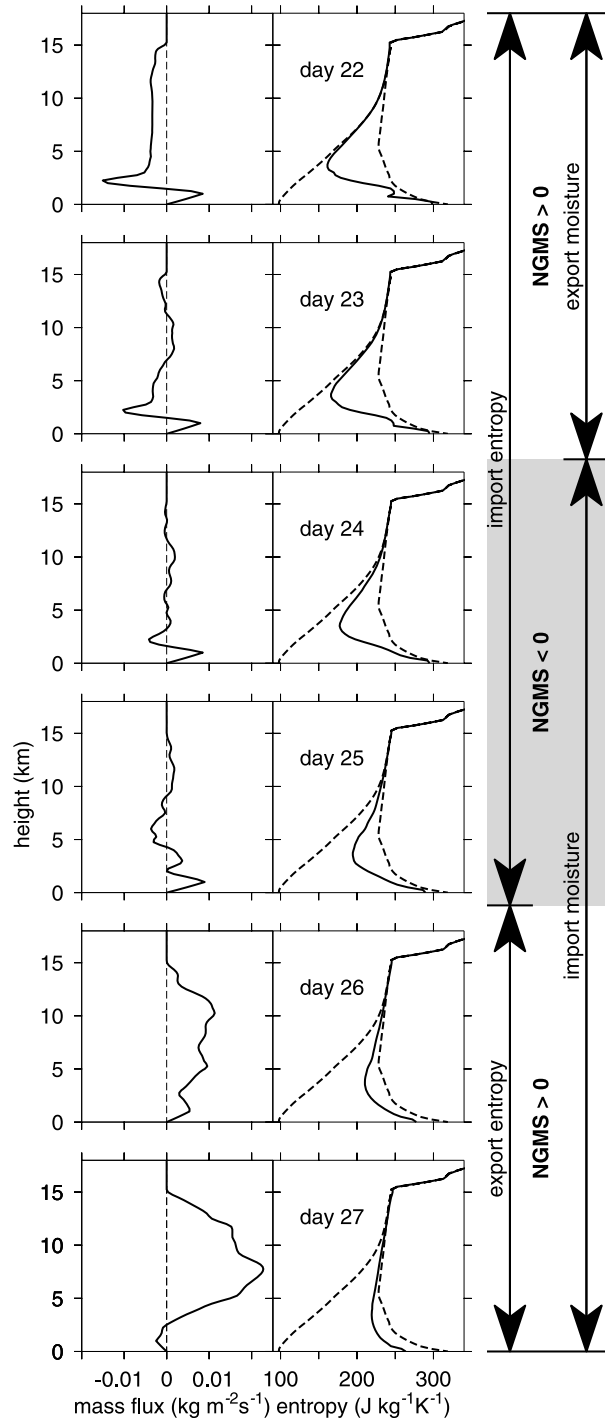 15
10
5
0
day 22
15
10
5
0
day 23
15
10
5
0
day 24
15
10
5
0
day 25
15
10
5
0
day 26
15
10
5
0
day 27
height (km)
-0.01 0 0.01 100 200 300
mass flux (kg m⁻²s⁻¹) entropy (J kg⁻¹K⁻¹)
import entropy
export entropy
NGMS > 0
NGMS < 0
NGMS > 0
export moisture
import moisture